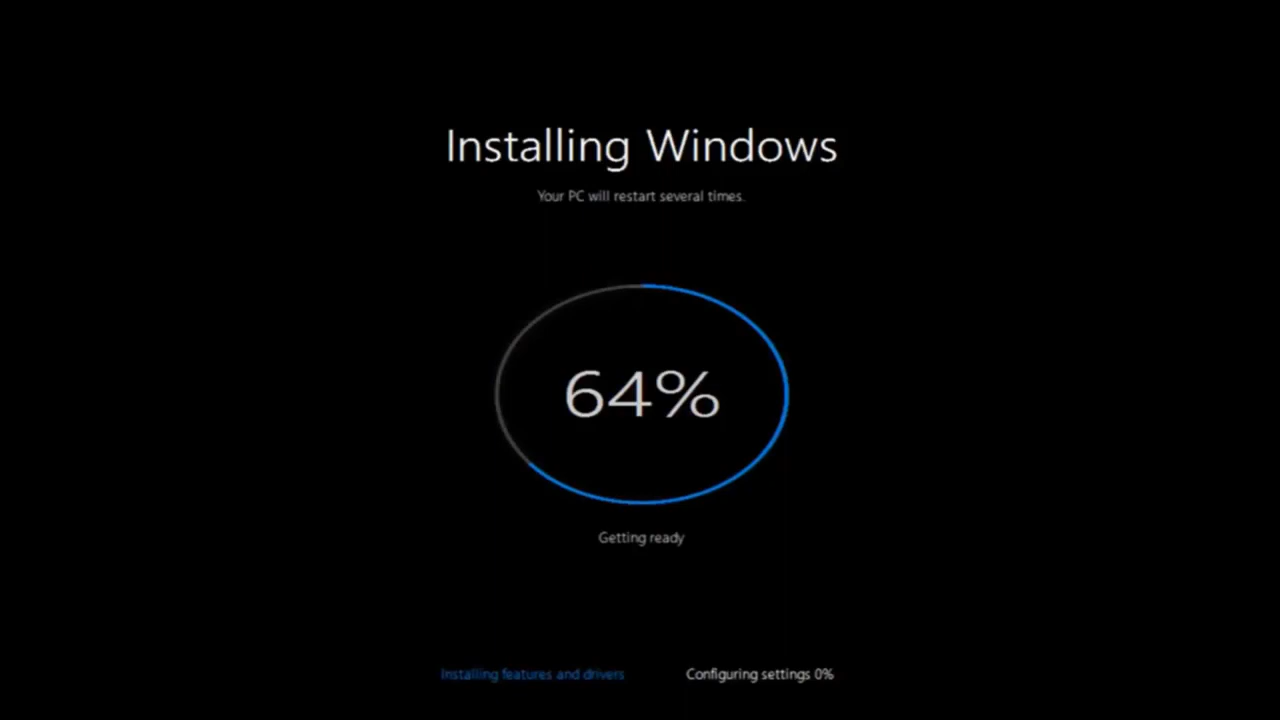 Installing Windows
Your PC will restart several times.
64%
Getting ready
Installing features and drivers
Configuring settings 0%